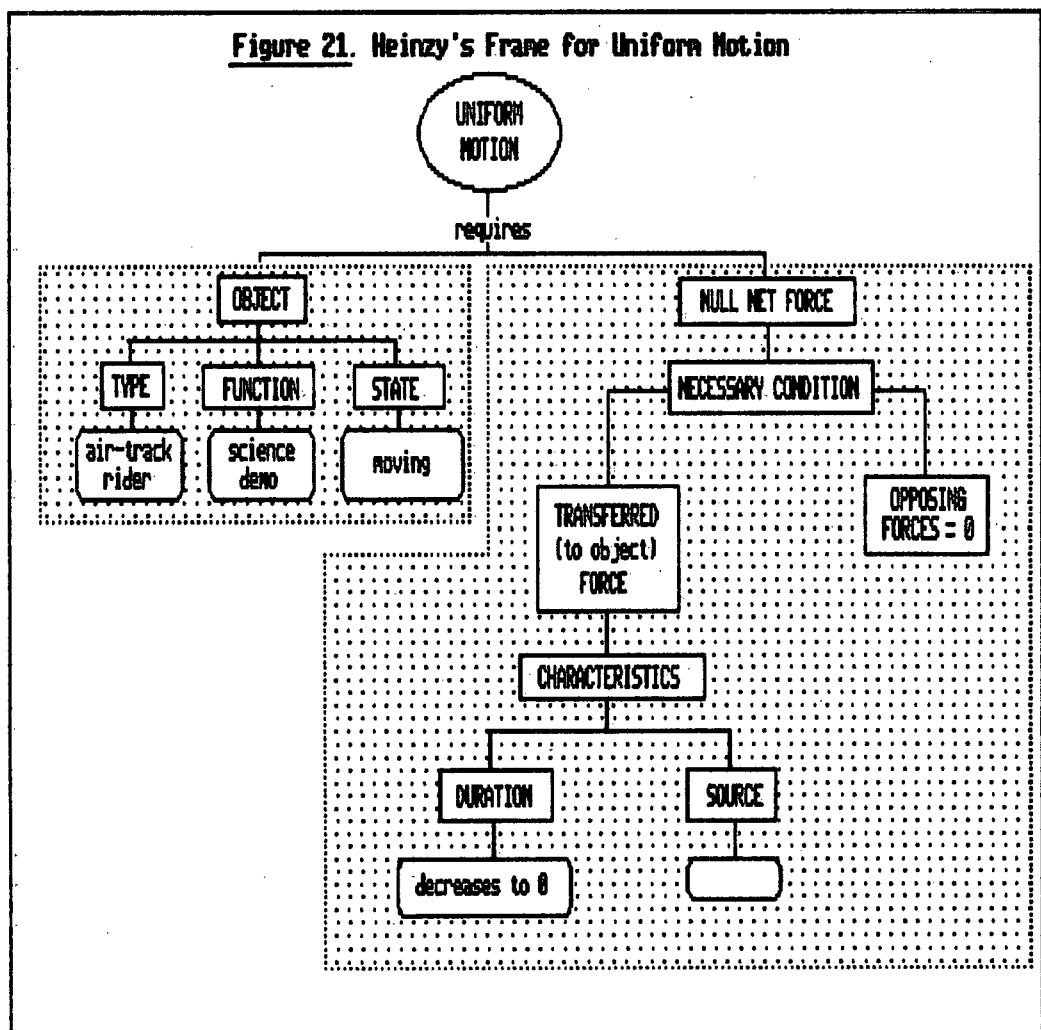 Figure 21. Heinzy's Frame for Uniform Motion
UNIFORM
MOTION
requires
OBJECT
NULL NET FORCE
TYPE
FUNCTION
STATE
NECESSARY CONDITION
air-track
rider
science
demo
moving
TRANSFERRED
(to object)
FORCE
OPPOSING
FORCES = 0
CHARACTERISTICS
DURATION
SOURCE
decreases to 0